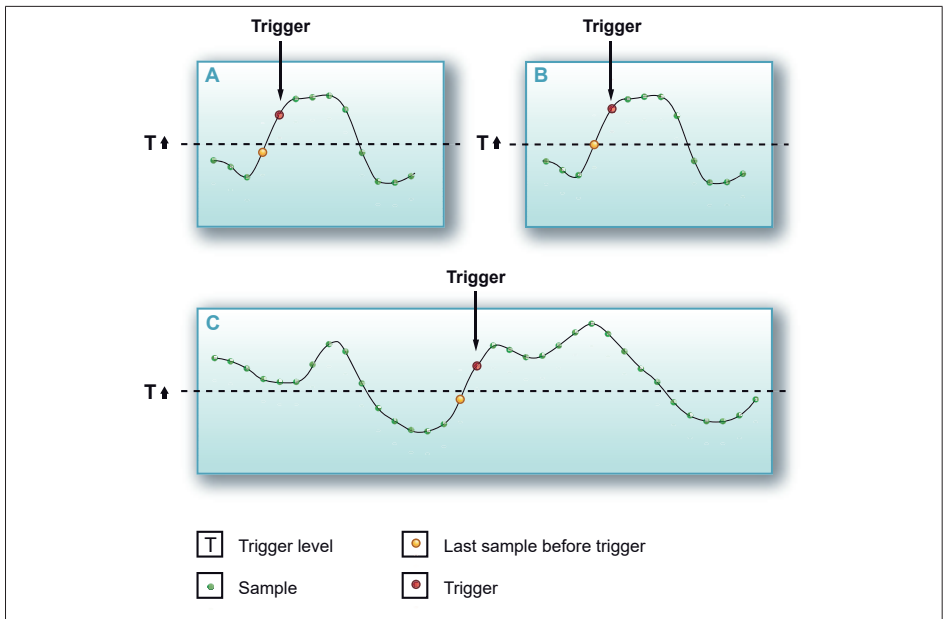 Trigger
Trigger
A
B
T
T
Trigger
C
T
T Trigger level
Last sample before trigger
Sample
Trigger